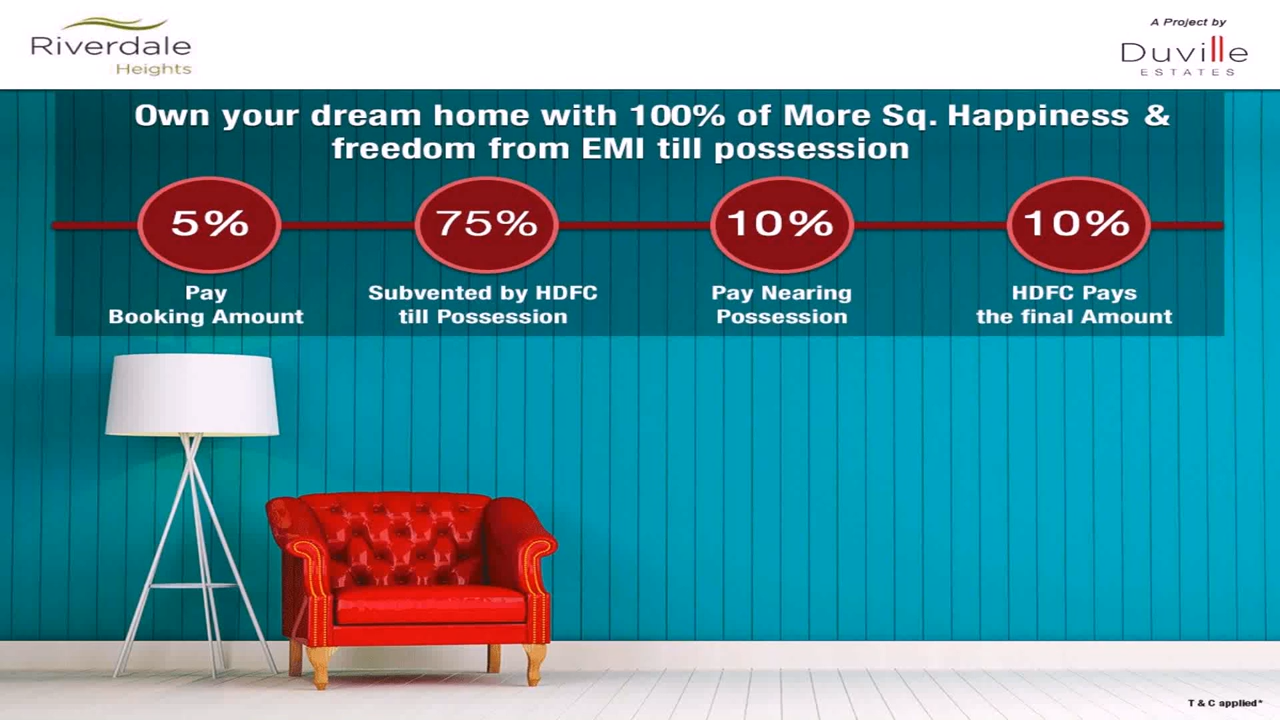 Riverdale
Heights
A Project by
Duville
ESTATES
Own your dream home with 100% of More Sq. Happiness &
freedom from EMI till possession
5%
75%
10%
10%
Pay
Booking Amount
Subvented by HDFC
till Possession
Pay Nearing
Possession
HDFC Pays
the final Amount
T & C applied*